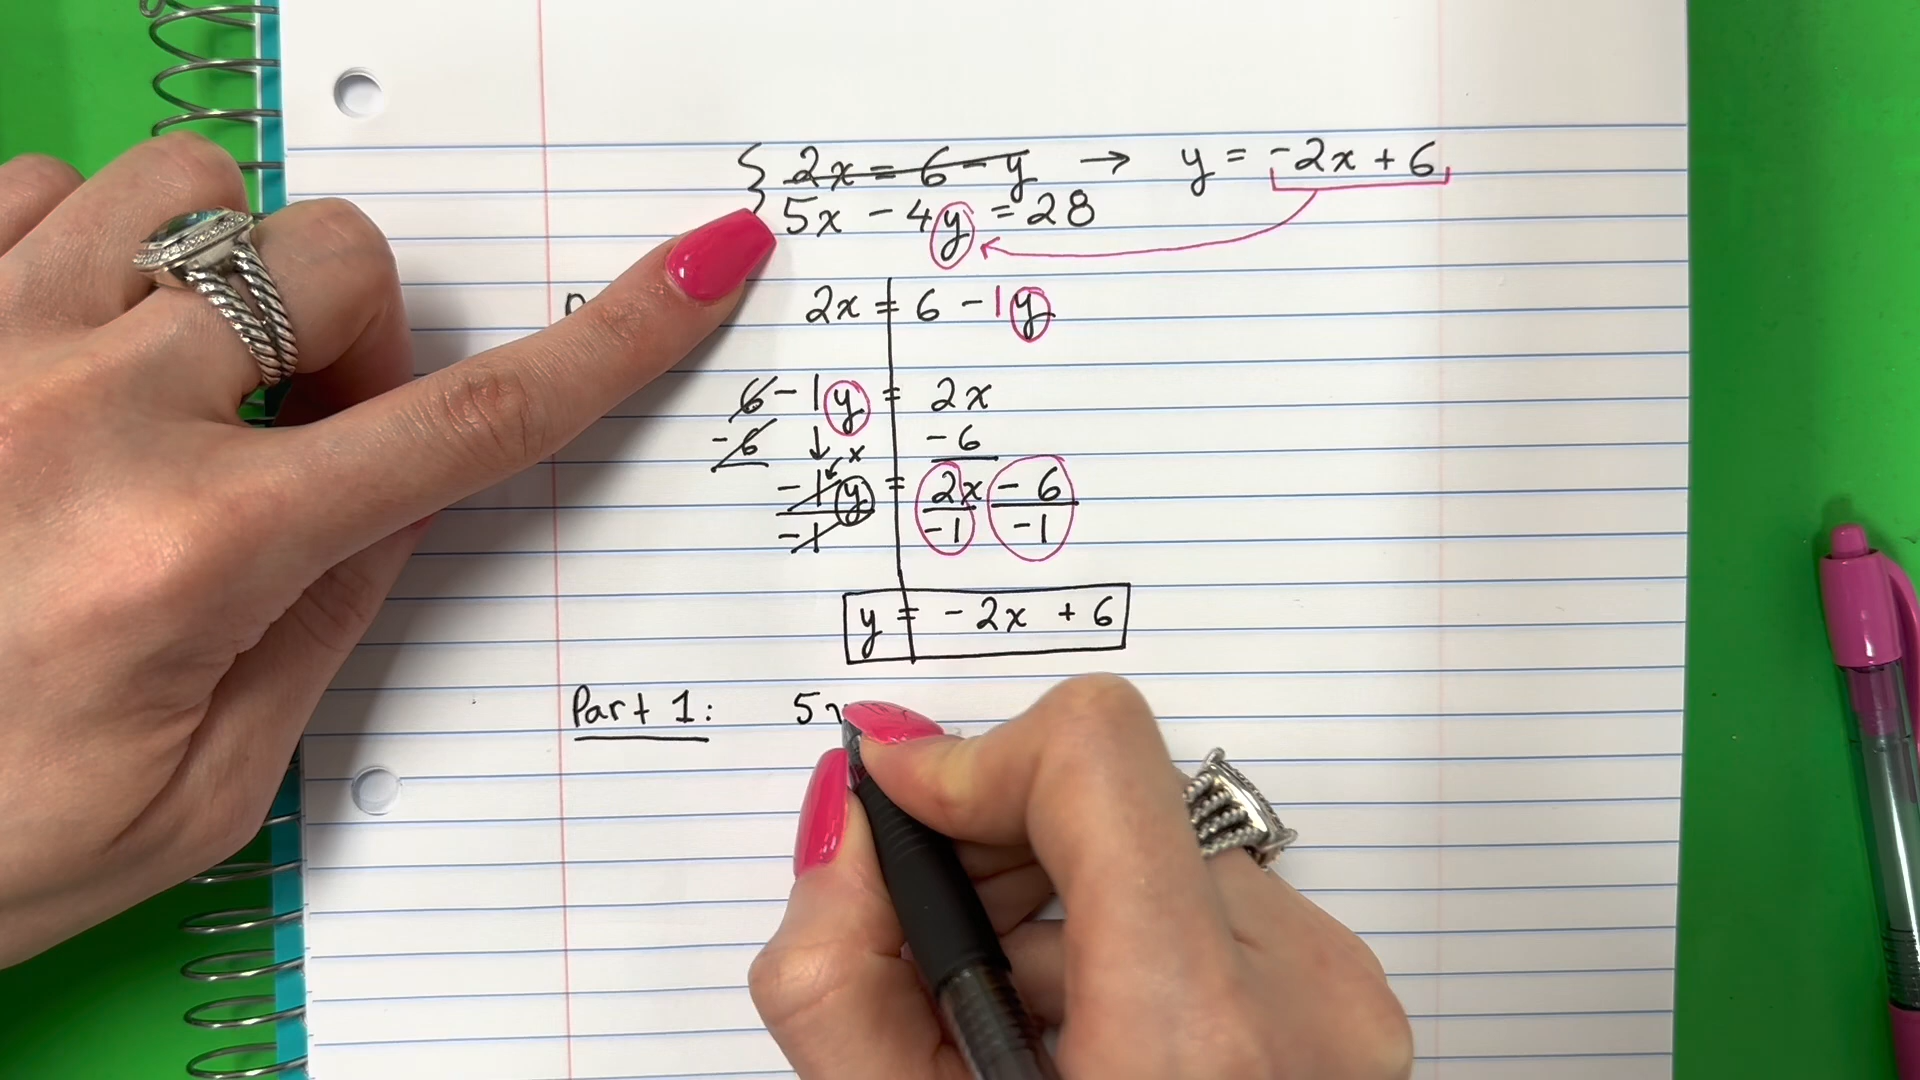 { 2x = 6 - y → y = -2x + 6
5x - 4y = 28
2x = 6 - 1y
6 - 1y = 2x
-6 ↓ x -6
-1y = 2x - 6
-1 -1 -1
y = -2x + 6
Part 1: 5x